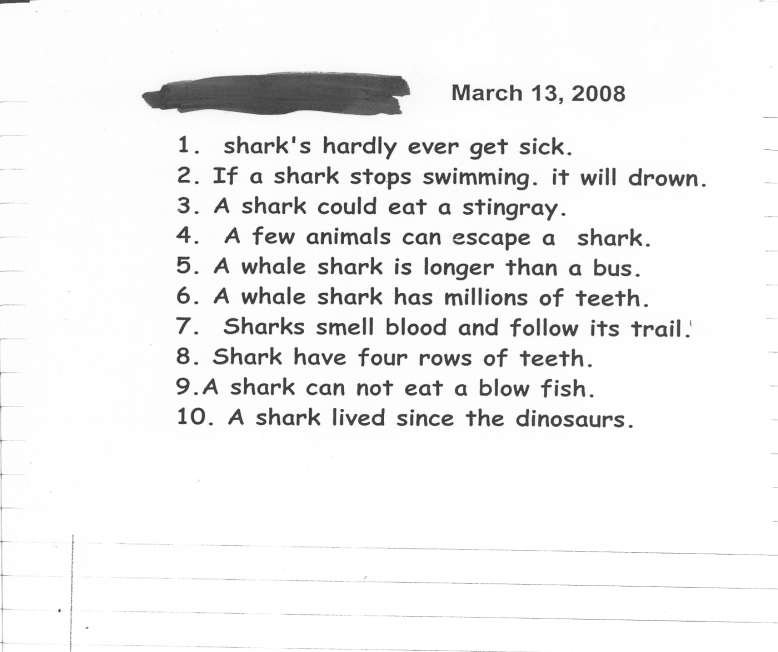 March 13, 2008
1. shark's hardly ever get sick.
2. If a shark stops swimming. it will drown.
3. A shark could eat a stingray.
4. A few animals can escape a shark.
5. A whale shark is longer than a bus.
6. A whale shark has millions of teeth.
7. Sharks smell blood and follow its trail.
8. Shark have four rows of teeth.
9.A shark can not eat a blow fish.
10. A shark lived since the dinosaurs.